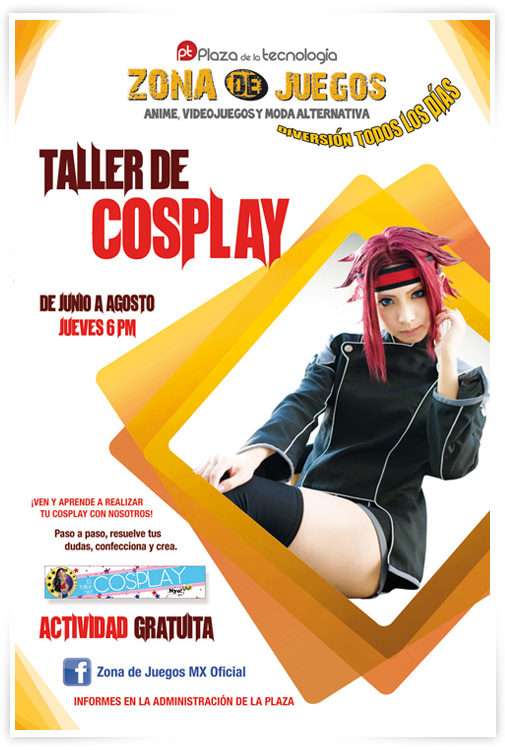 pt Plaza de la tecnología
ZONA DE JUEGOS
ANIME, VIDEOJUEGOS Y MODA ALTERNATIVA
DIVERSIÓN TODOS LOS DÍAS
TALLER DE
COSPLAY
DE JUNIO A AGOSTO
JUEVES 6 PM
¡VEN Y APRENDE A REALIZAR
TU COSPLAY CON NOSOTROS!
Paso a paso, resuelve tus
dudas, confecciona y crea.
COSPLAY
ACTIVIDAD GRATUITA
f Zona de Juegos MX Oficial
INFORMES EN LA ADMINISTRACIÓN DE LA PLAZA